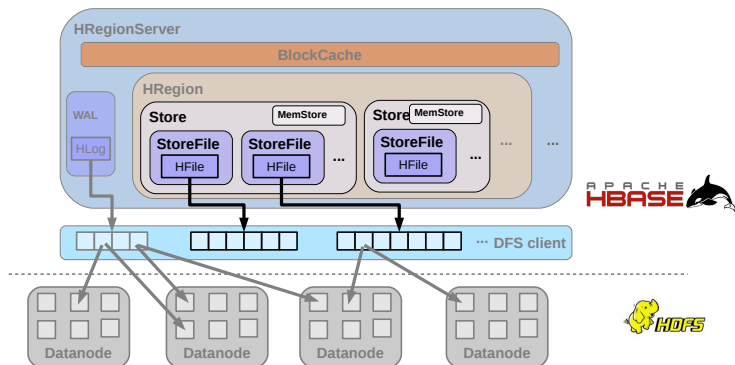 HRegionServer
BlockCache
HRegion
WAL
HLog
Store
MemStore
StoreFile
HFile
StoreFile
HFile
...
Store
MemStore
StoreFile
HFile
...
...
...
APACHE
HBASE
... DFS client
Datanode
Datanode
Datanode
Datanode
HDFS